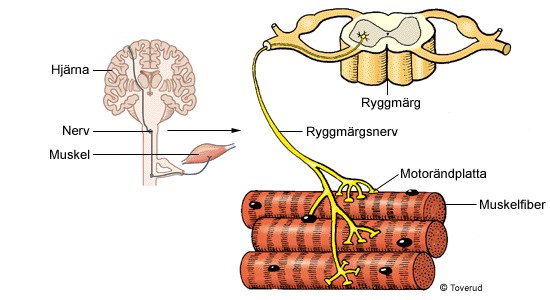 Hjärna
Nerv
Muskel
Ryggmärg
Ryggmärgsnerv
Motorändplatta
Muskelfiber
© Toverud